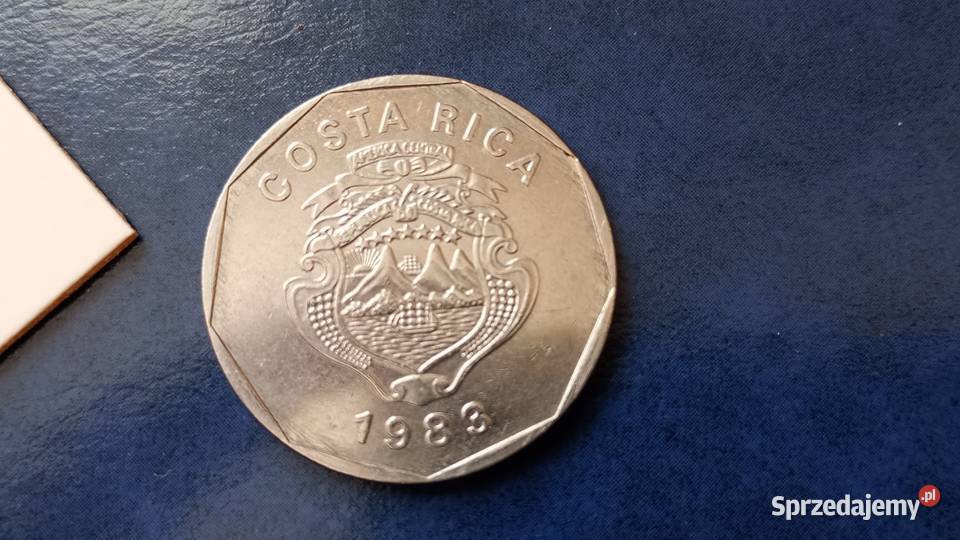 COSTA RICA
AMERICA CENTRAL
1983
Sprzedajemy.pl